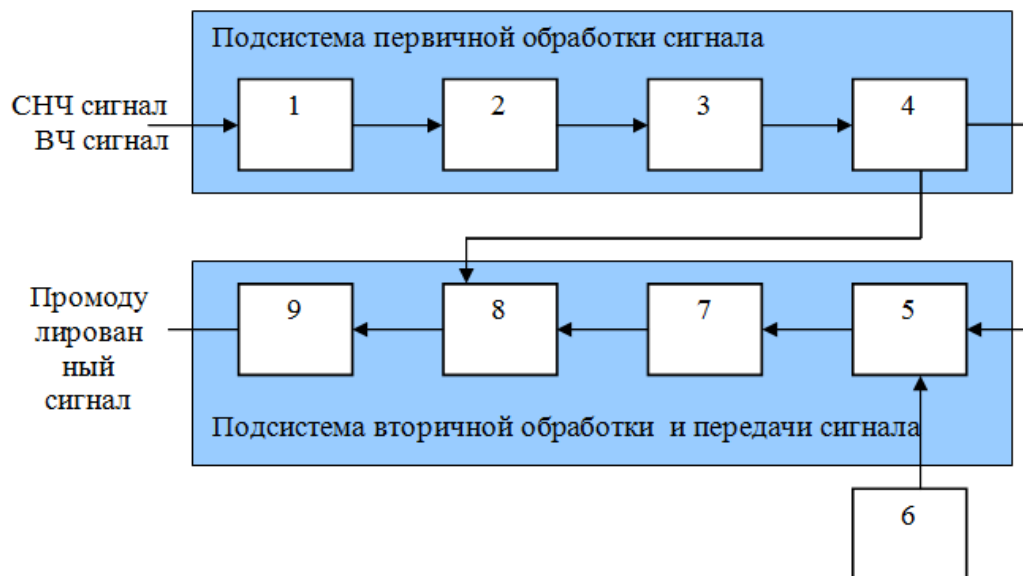 Подсистема первичной обработки сигнала
СНЧ сигнал
ВЧ сигнал
1
2
3
4
Промоду
лирован
ный
сигнал
9
8
7
5
Подсистема вторичной обработки и передачи сигнала
6